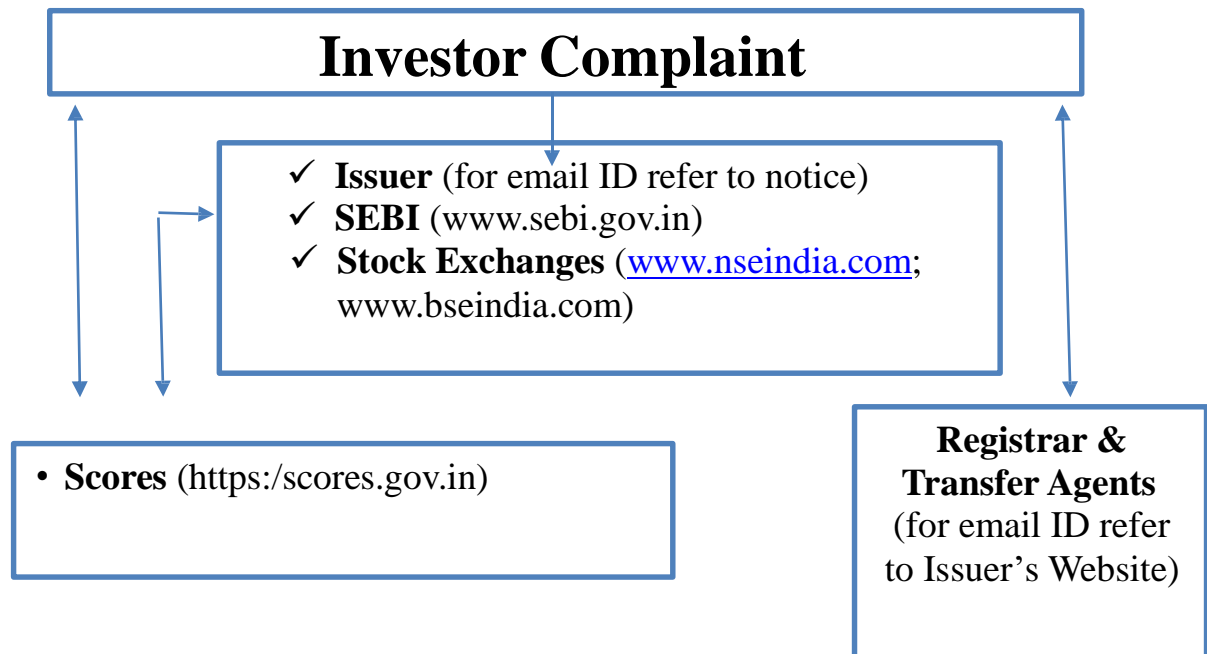 Investor Complaint
✓ Issuer (for email ID refer to notice)
✓ SEBI (www.sebi.gov.in)
✓ Stock Exchanges (www.nseindia.com;
www.bseindia.com)
• Scores (https:/scores.gov.in)
Registrar &
Transfer Agents
(for email ID refer
to Issuer’s Website)